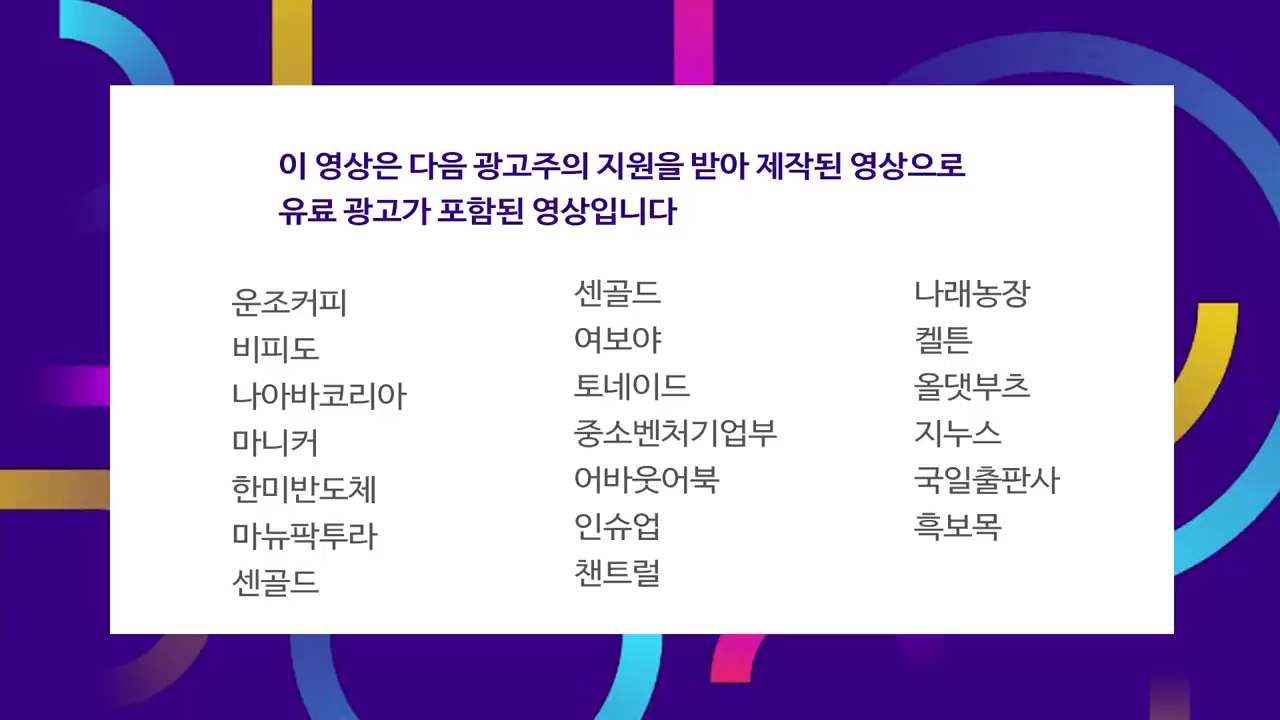 이 영상은 다음 광고주의 지원을 받아 제작된 영상으로
유료 광고가 포함된 영상입니다
운조커피
비피도
나아바코리아
마니커
한미반도체
마뉴팍투라
센골드
센골드
여보야
토네이드
중소벤처기업부
어바웃어북
인슈업
챈트럴
나래농장
켈튼
올댓부츠
지누스
국일출판사
흑보목